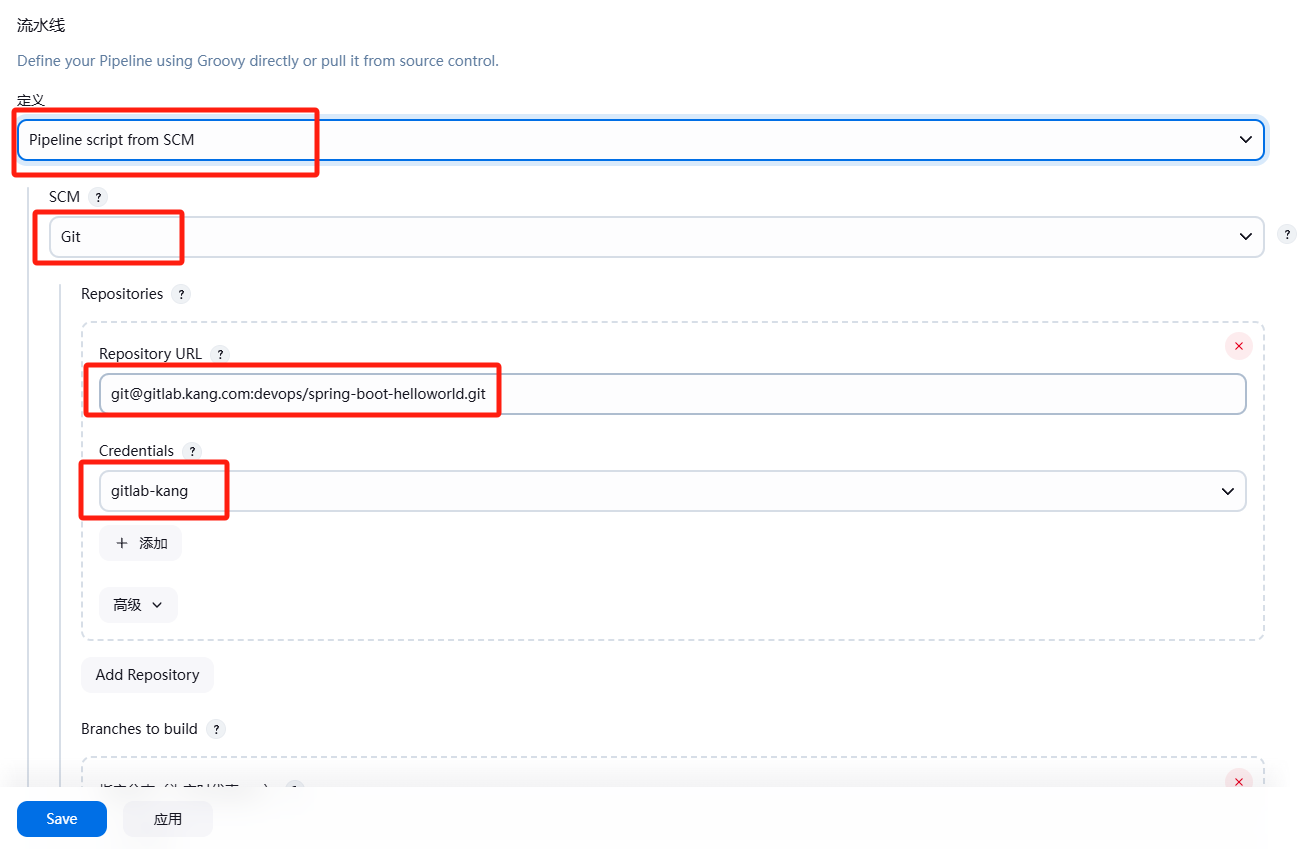 流水线
Define your Pipeline using Groovy directly or pull it from source control.
定义
Pipeline script from SCM
SCM ?
Git
?
Repositories ?
Repository URL ?
git@gitlab.kang.com:devops/spring-boot-helloworld.git
Credentials ?
gitlab-kang
+ 添加
高级
Add Repository
Branches to build ?
Save
应用